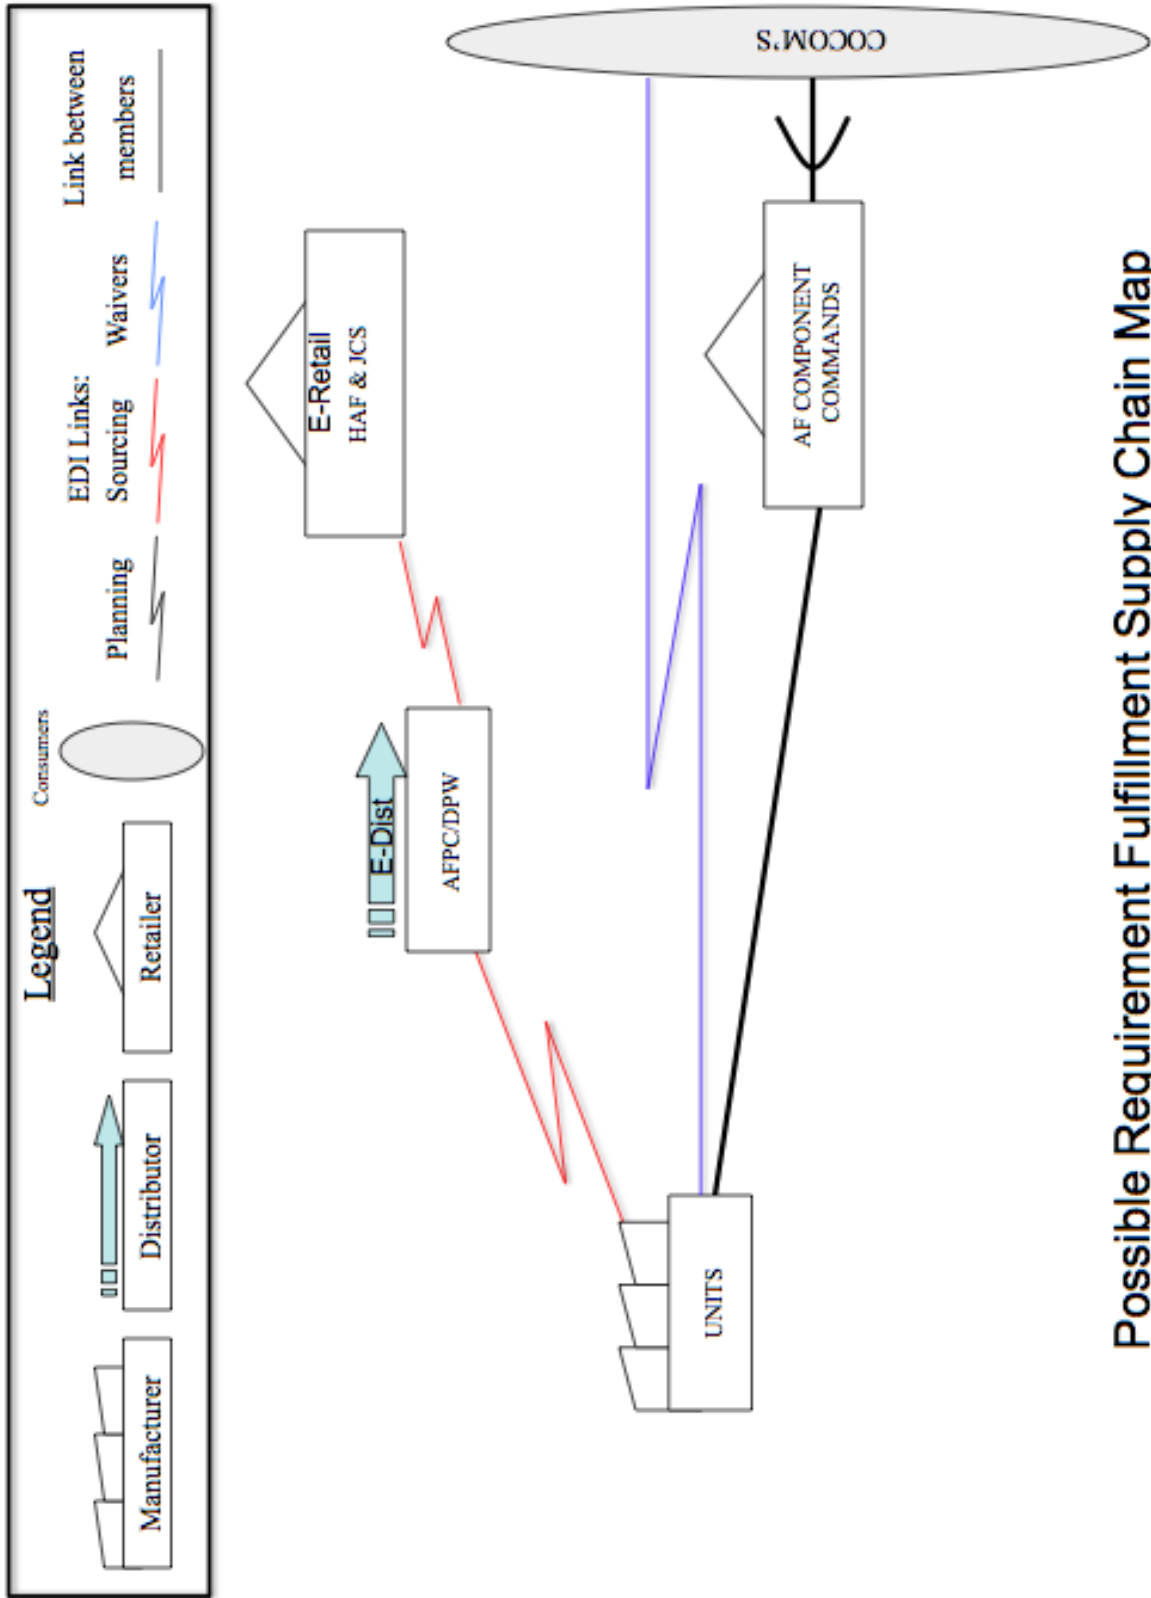 Legend
Manufacturer
Distributor
Retailer
Consumers
EDI Links:
Planning
Sourcing
Waivers
Link between
members
E-Retail
HAF & JCS
E-Dist
AFPC/DPW
UNITS
AF COMPONENT
COMMANDS
COCOM'S
Possible Requirement Fulfillment Supply Chain Map